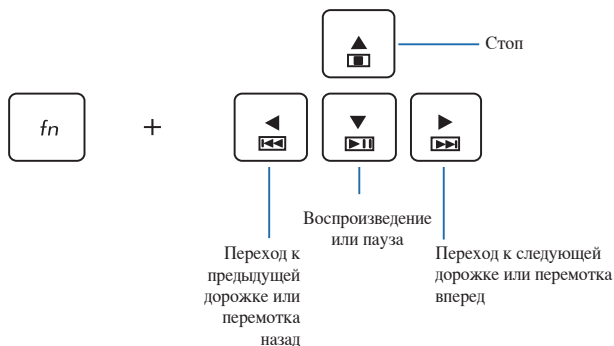 Стоп
fn
+
Воспроизведение
или пауза
Переход к
предыдущей
дорожке или
перемотка
назад
Переход к следующей
дорожке или перемотка
вперед